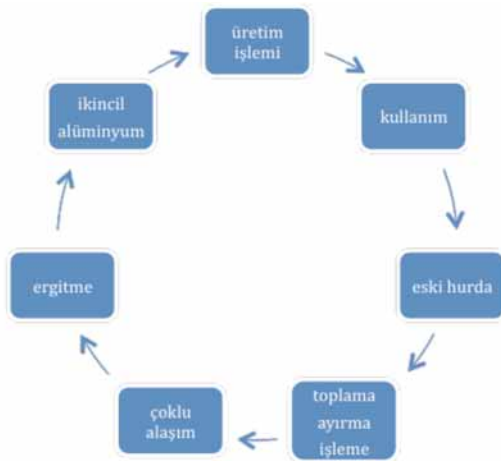 üretim
işlemi
kullanım
eski hurda
toplama
ayırma
işleme
çoklu
alaşım
ergitme
ikincil
alüminyum